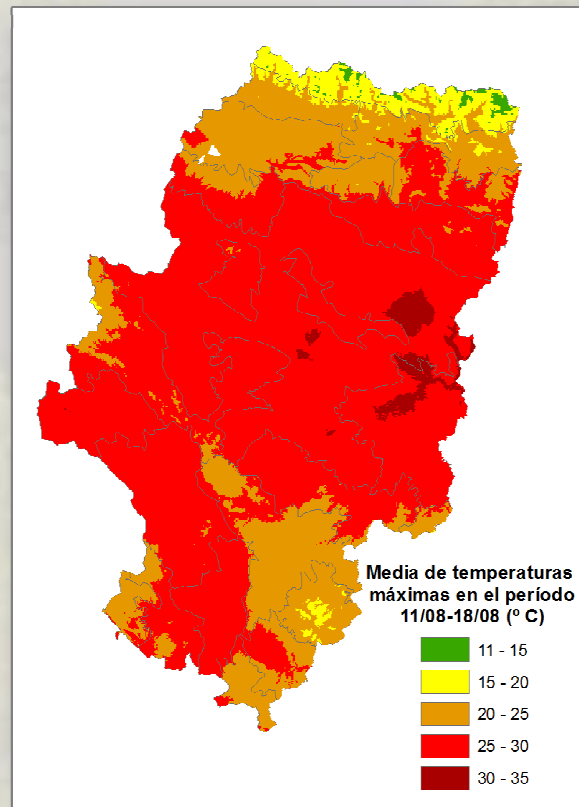 Media de temperaturas
máximas en el período
11/08-18/08 (º C)
11 - 15
15 - 20
20 - 25
25 - 30
30 - 35